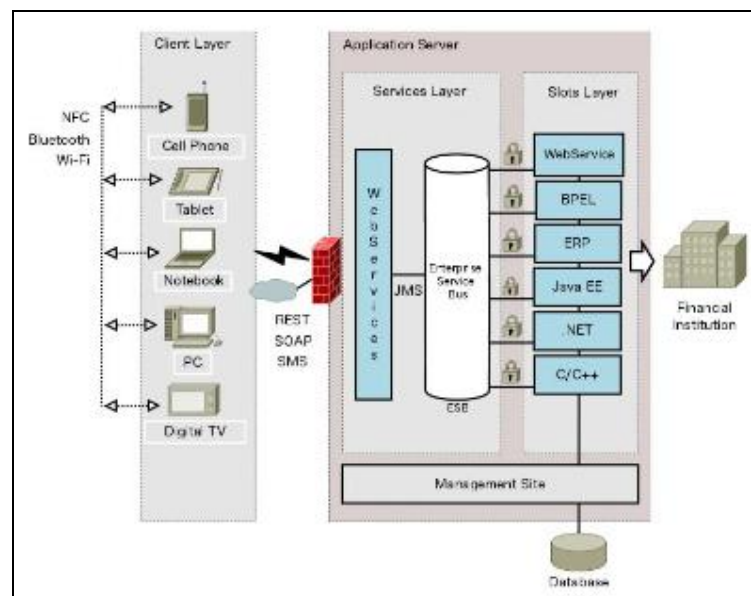 Client Layer
NFC
Bluetooth
Wi-Fi
Cell Phone
Tablet
Notebook
PC
Digital TV
REST
SOAP
SMS
Application Server
Services Layer
WebServices
JMS
Enterprise
Service
Bus
ESB
Slots Layer
WebService
BPEL
ERP
Java EE
.NET
C/C++
Management Site
Database
Financial
Institution